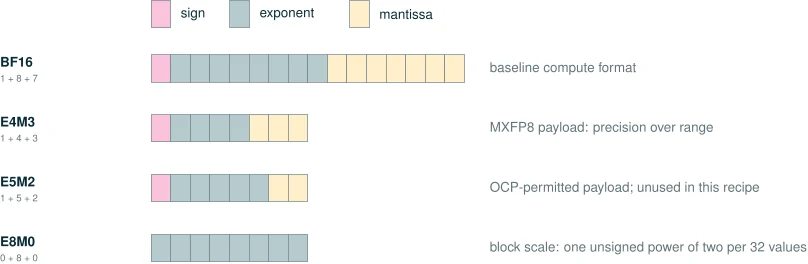 sign exponent mantissa
BF16 baseline compute format
1 + 8 + 7
E4M3 MXFP8 payload: precision over range
1 + 4 + 3
E5M2 OCP-permitted payload; unused in this recipe
1 + 5 + 2
E8M0 block scale: one unsigned power of two per 32 values
0 + 8 + 0